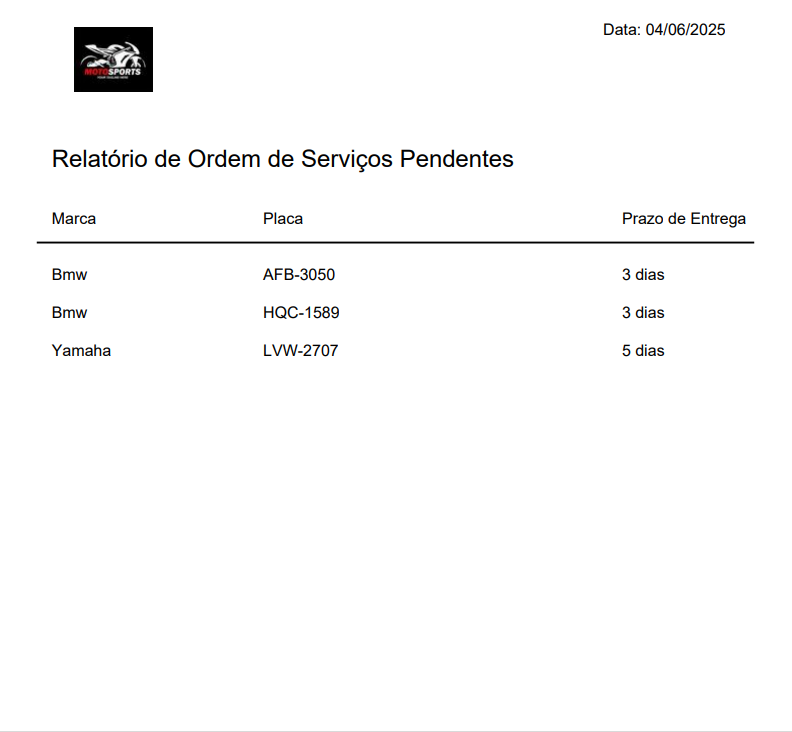 Data: 04/06/2025
MOTOSPORTS
Relatório de Ordem de Serviços Pendentes
Marca Placa Prazo de Entrega
Bmw AFB-3050 3 dias
Bmw HQC-1589 3 dias
Yamaha LVW-2707 5 dias